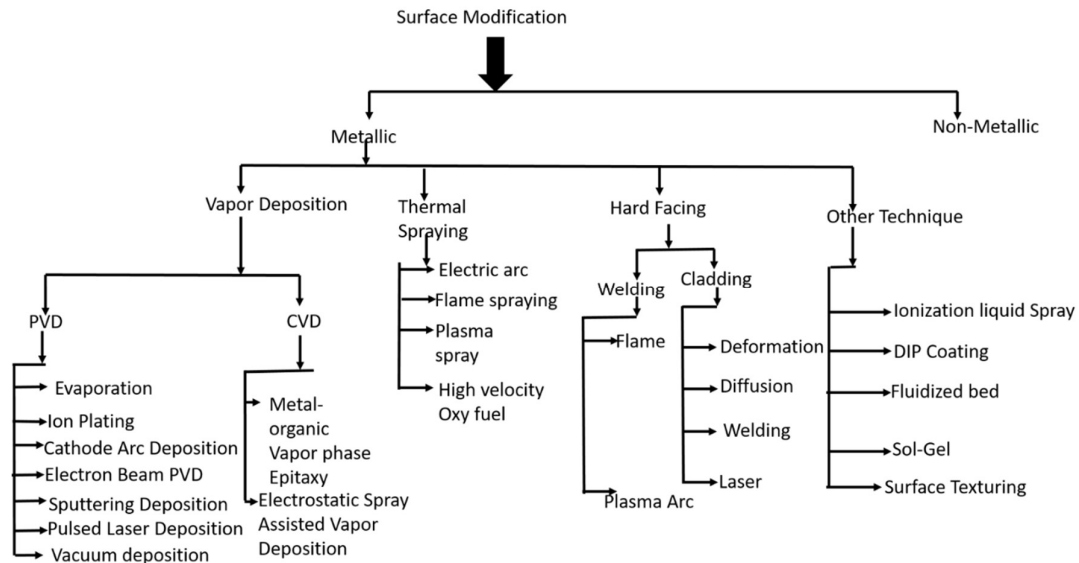 Surface Modification
Metallic
Non-Metallic
Vapor Deposition
Thermal
Spraying
Hard Facing
Other Technique
PVD
Evaporation
Ion Plating
Cathode Arc Deposition
Electron Beam PVD
Sputtering Deposition
Pulsed Laser Deposition
Vacuum deposition
CVD
Metal-
organic
Vapor phase
Epitaxy
Electrostatic Spray
Assisted Vapor
Deposition
Electric arc
Flame spraying
Plasma
spray
High velocity
Oxy fuel
Welding
Flame
Plasma Arc
Cladding
Deformation
Diffusion
Welding
Laser
Ionization liquid Spray
DIP Coating
Fluidized bed
Sol-Gel
Surface Texturing